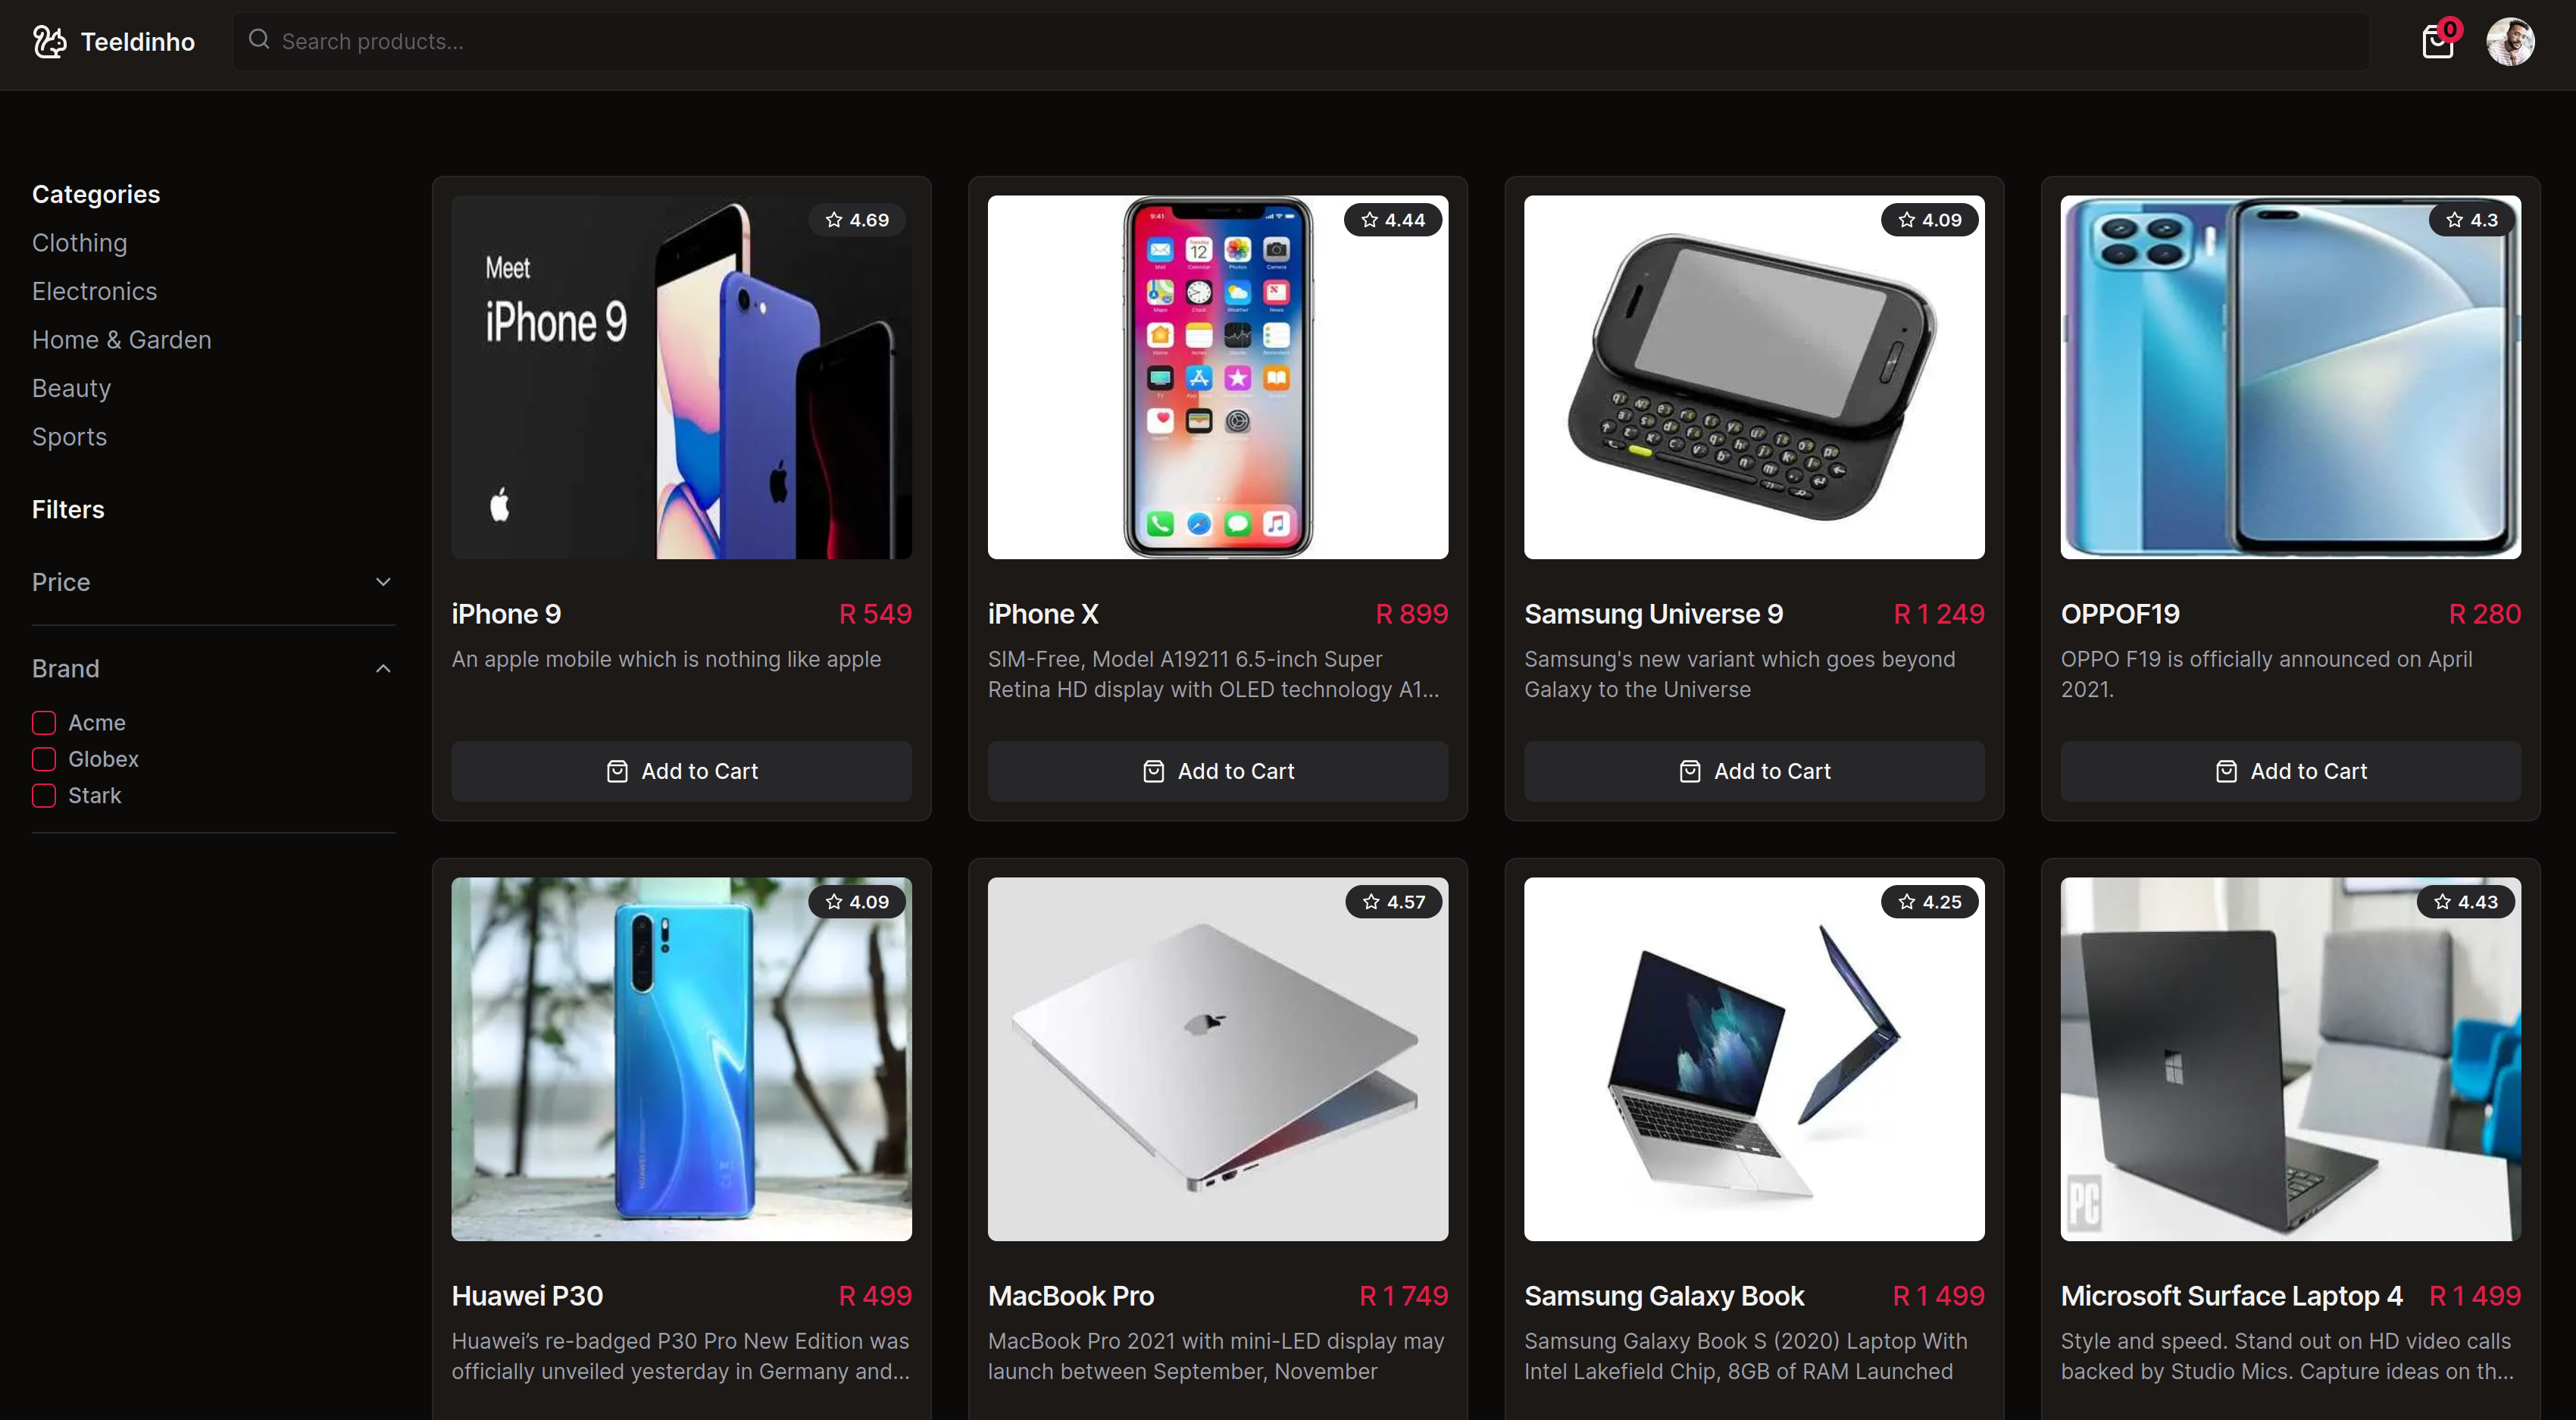 Teeldinho
Search products...
0
Categories
Clothing
Electronics
Home & Garden
Beauty
Sports
Filters
Price
Brand
Acme
Globex
Stark
4.69
Meet
iPhone 9
iPhone 9 R 549
An apple mobile which is nothing like apple
Add to Cart
4.44
9:41
Tuesday
12
iPhone X R 899
SIM-Free, Model A19211 6.5-inch Super
Retina HD display with OLED technology A1...
Add to Cart
4.09
Samsung Universe 9 R 1 249
Samsung's new variant which goes beyond
Galaxy to the Universe
Add to Cart
4.3
OPPOF19 R 280
OPPO F19 is officially announced on April
2021.
Add to Cart
4.09
HUAWEI
Huawei P30 R 499
Huawei’s re-badged P30 Pro New Edition was
officially unveiled yesterday in Germany and...
4.57
MacBook Pro R 1 749
MacBook Pro 2021 with mini-LED display may
launch between September, November
4.25
Samsung Galaxy Book R 1 499
Samsung Galaxy Book S (2020) Laptop With
Intel Lakefield Chip, 8GB of RAM Launched
4.43
PC
Microsoft Surface Laptop 4 R 1 499
Style and speed. Stand out on HD video calls
backed by Studio Mics. Capture ideas on th...